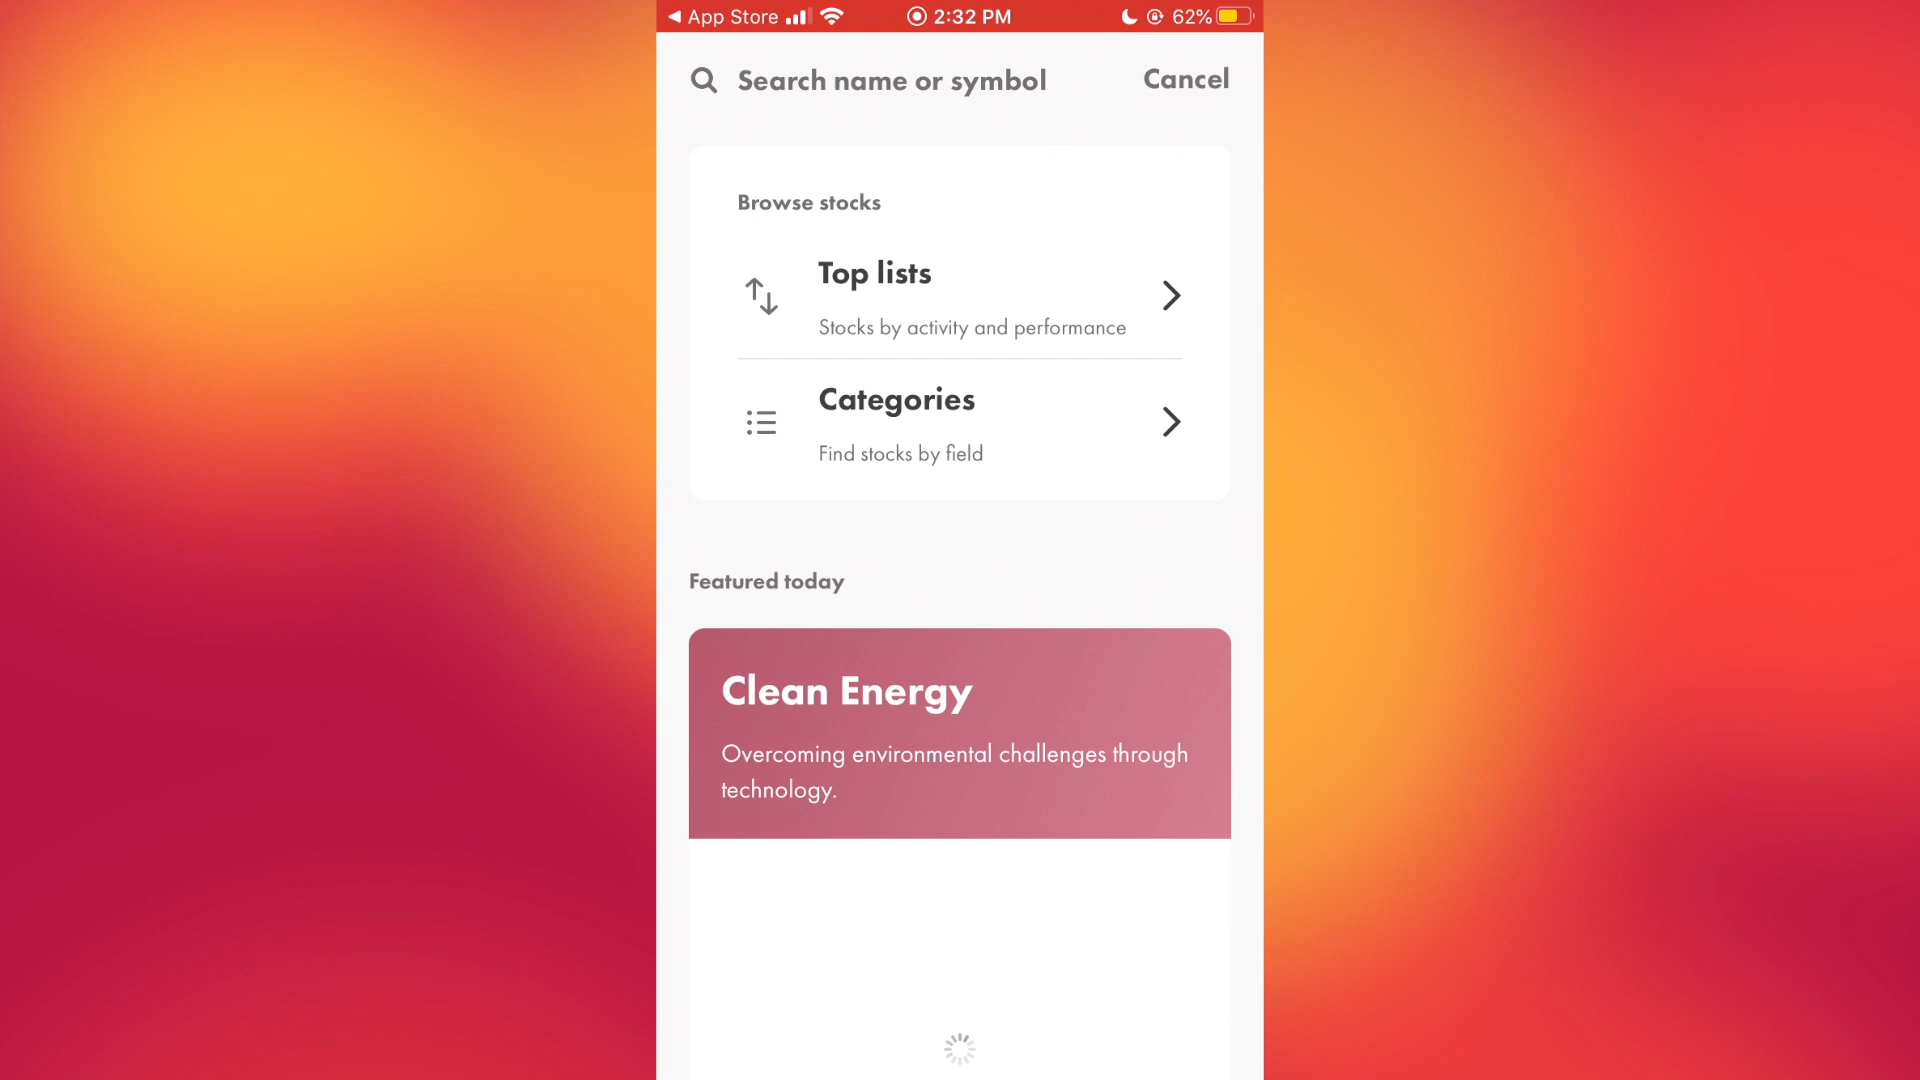 App Store
2:32 PM
62%
Search name or symbol
Cancel
Browse stocks
Top lists
Stocks by activity and performance
Categories
Find stocks by field
Featured today
Clean Energy
Overcoming environmental challenges through
technology.